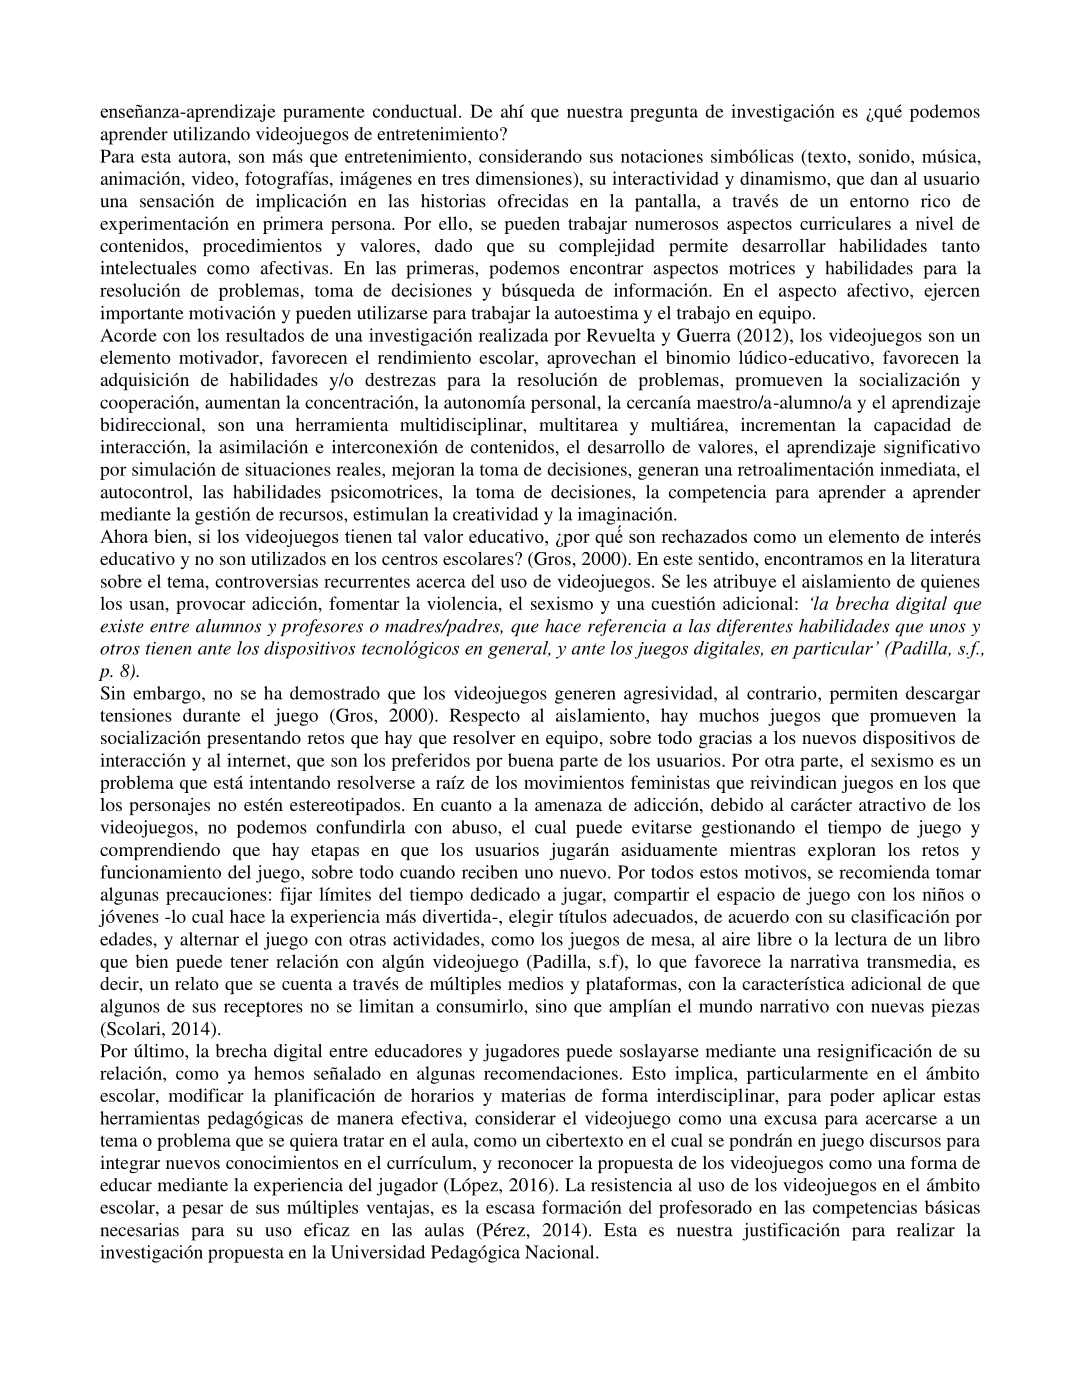 enseñanza-aprendizaje puramente conductual. De ahí que nuestra pregunta de investigación es ¿qué podemos
aprender utilizando videojuegos de entretenimiento?
Para esta autora, son más que entretenimiento, considerando sus notaciones simbólicas (texto, sonido, música,
animación, video, fotografías, imágenes en tres dimensiones), su interactividad y dinamismo, que dan al usuario
una sensación de implicación en las historias ofrecidas en la pantalla, a través de un entorno rico de
experimentación en primera persona. Por ello, se pueden trabajar numerosos aspectos curriculares a nivel de
contenidos, procedimientos y valores, dado que su complejidad permite desarrollar habilidades tanto
intelectuales como afectivas. En las primeras, podemos encontrar aspectos motrices y habilidades para la
resolución de problemas, toma de decisiones y búsqueda de información. En el aspecto afectivo, ejercen
importante motivación y pueden utilizarse para trabajar la autoestima y el trabajo en equipo.
Acorde con los resultados de una investigación realizada por Revuelta y Guerra (2012), los videojuegos son un
elemento motivador, favorecen el rendimiento escolar, aprovechan el binomio lúdico-educativo, favorecen la
adquisición de habilidades y/o destrezas para la resolución de problemas, promueven la socialización y
cooperación, aumentan la concentración, la autonomía personal, la cercanía maestro/a-alumno/a y el aprendizaje
bidireccional, son una herramienta multidisciplinar, multitarea y multiárea, incrementan la capacidad de
interacción, la asimilación e interconexión de contenidos, el desarrollo de valores, el aprendizaje significativo
por simulación de situaciones reales, mejoran la toma de decisiones, generan una retroalimentación inmediata, el
autocontrol, las habilidades psicomotrices, la toma de decisiones, la competencia para aprender a aprender
mediante la gestión de recursos, estimulan la creatividad y la imaginación.
Ahora bien, si los videojuegos tienen tal valor educativo, ¿por qué́ son rechazados como un elemento de interés
educativo y no son utilizados en los centros escolares? (Gros, 2000). En este sentido, encontramos en la literatura
sobre el tema, controversias recurrentes acerca del uso de videojuegos. Se les atribuye el aislamiento de quienes
los usan, provocar adicción, fomentar la violencia, el sexismo y una cuestión adicional: ‘la brecha digital que
existe entre alumnos y profesores o madres/padres, que hace referencia a las diferentes habilidades que unos y
otros tienen ante los dispositivos tecnológicos en general, y ante los juegos digitales, en particular’ (Padilla, s.f.,
p. 8).
Sin embargo, no se ha demostrado que los videojuegos generen agresividad, al contrario, permiten descargar
tensiones durante el juego (Gros, 2000). Respecto al aislamiento, hay muchos juegos que promueven la
socialización presentando retos que hay que resolver en equipo, sobre todo gracias a los nuevos dispositivos de
interacción y al internet, que son los preferidos por buena parte de los usuarios. Por otra parte, el sexismo es un
problema que está intentando resolverse a raíz de los movimientos feministas que reivindican juegos en los que
los personajes no estén estereotipados. En cuanto a la amenaza de adicción, debido al carácter atractivo de los
videojuegos, no podemos confundirla con abuso, el cual puede evitarse gestionando el tiempo de juego y
comprendiendo que hay etapas en que los usuarios jugarán asiduamente mientras exploran los retos y
funcionamiento del juego, sobre todo cuando reciben uno nuevo. Por todos estos motivos, se recomienda tomar
algunas precauciones: fijar límites del tiempo dedicado a jugar, compartir el espacio de juego con los niños o
jóvenes -lo cual hace la experiencia más divertida-, elegir títulos adecuados, de acuerdo con su clasificación por
edades, y alternar el juego con otras actividades, como los juegos de mesa, al aire libre o la lectura de un libro
que bien puede tener relación con algún videojuego (Padilla, s.f), lo que favorece la narrativa transmedia, es
decir, un relato que se cuenta a través de múltiples medios y plataformas, con la característica adicional de que
algunos de sus receptores no se limitan a consumirlo, sino que amplían el mundo narrativo con nuevas piezas
(Scolari, 2014).
Por último, la brecha digital entre educadores y jugadores puede soslayarse mediante una resignificación de su
relación, como ya hemos señalado en algunas recomendaciones. Esto implica, particularmente en el ámbito
escolar, modificar la planificación de horarios y materias de forma interdisciplinar, para poder aplicar estas
herramientas pedagógicas de manera efectiva, considerar el videojuego como una excusa para acercarse a un
tema o problema que se quiera tratar en el aula, como un cibertexto en el cual se pondrán en juego discursos para
integrar nuevos conocimientos en el currículum, y reconocer la propuesta de los videojuegos como una forma de
educar mediante la experiencia del jugador (López, 2016). La resistencia al uso de los videojuegos en el ámbito
escolar, a pesar de sus múltiples ventajas, es la escasa formación del profesorado en las competencias básicas
necesarias para su uso eficaz en las aulas (Pérez, 2014). Esta es nuestra justificación para realizar la
investigación propuesta en la Universidad Pedagógica Nacional.